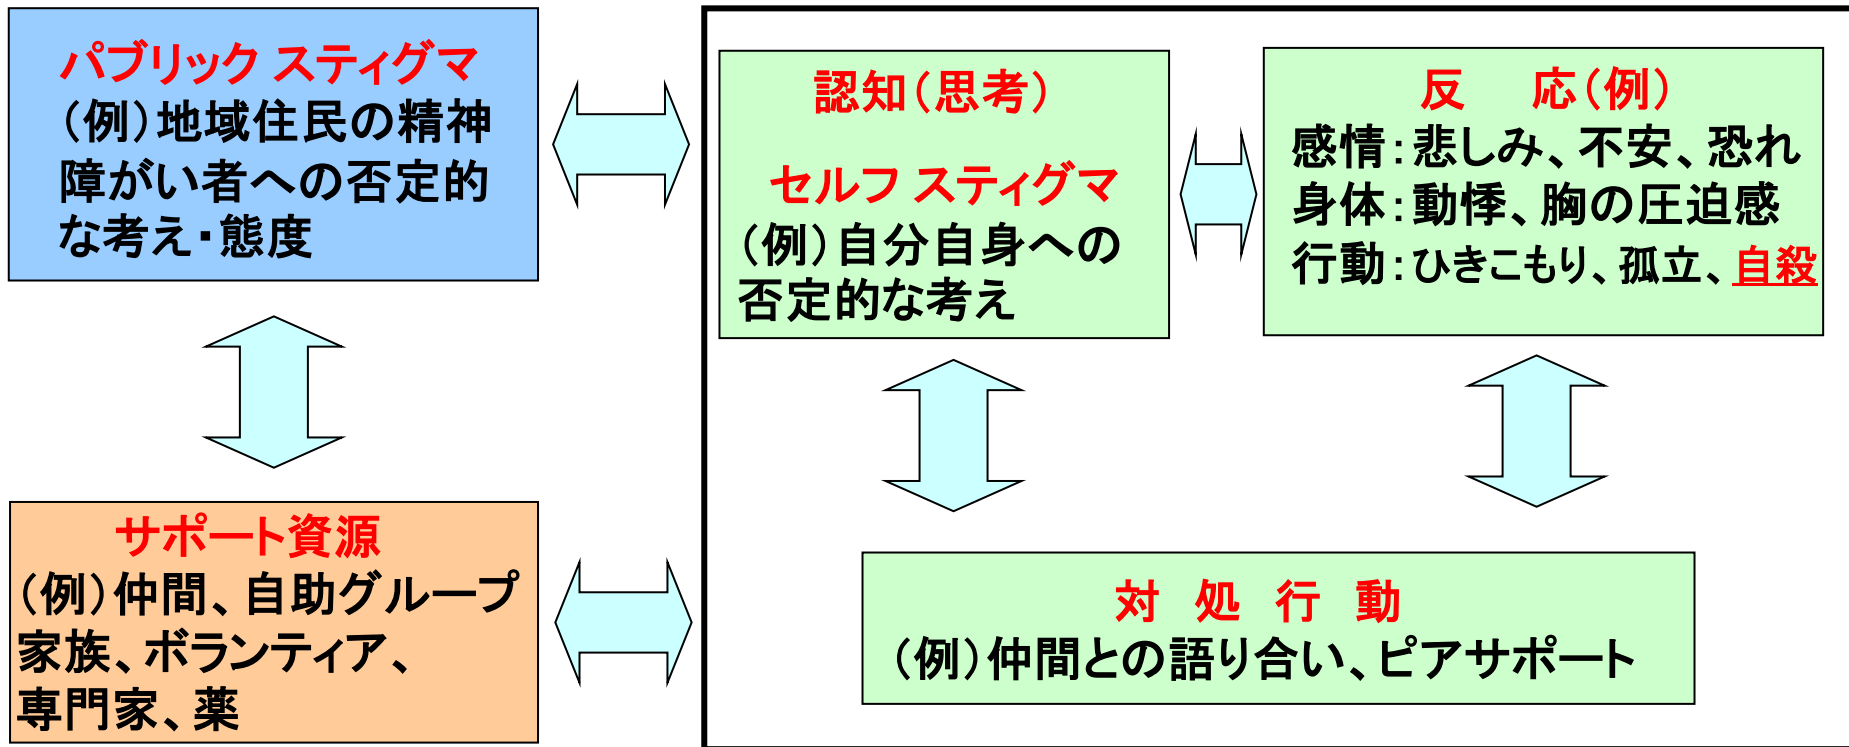 パブリック スティグマ
（例）地域住民の精神
障がい者への否定的
な考え・態度
認知（思考）
セルフ スティグマ
（例）自分自身への
否定的な考え
反　応（例）
感情：悲しみ、不安、恐れ
身体：動悸、胸の圧迫感
行動：ひきこもり、孤立、自殺
サポート資源
（例）仲間、自助グループ
家族、ボランティア、
専門家、薬
対　処　行　動
（例）仲間との語り合い、ピアサポート